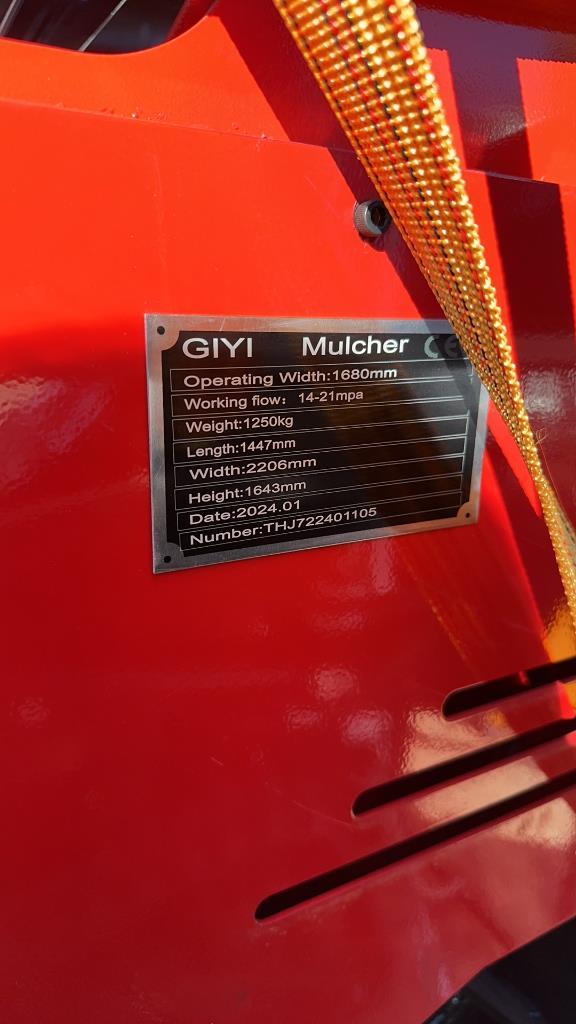 GIYI Mulcher CE
Operating Width:1680mm
Working flow: 14-21mpa
Weight:1250kg
Length:1447mm
Width:2206mm
Height:1643mm
Date:2024.01
Number:THJ722401105